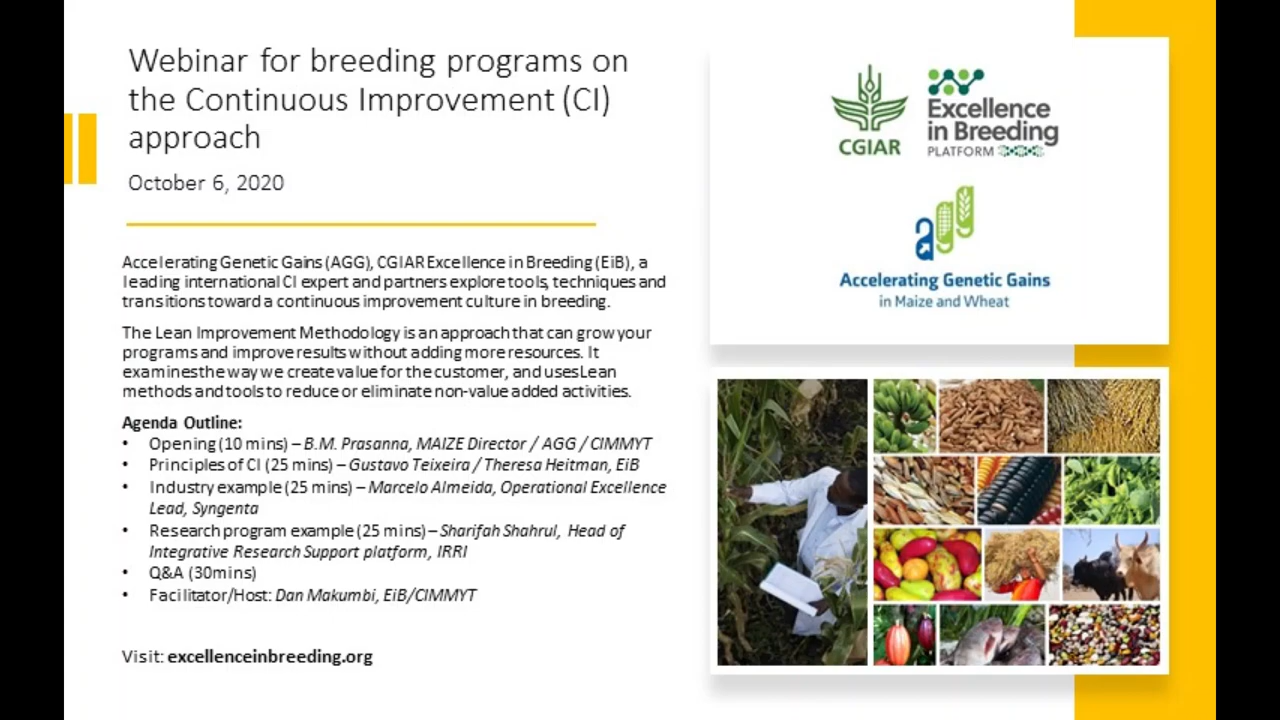 Webinar for breeding programs on
the Continuous Improvement (CI)
approach
October 6, 2020
Accelerating Genetic Gains (AGG), CGIAR Excellence in Breeding (EiB), a
leading international CI expert and partners explore tools, techniques and
transitions toward a continuous improvement culture in breeding.
The Lean Improvement Methodology is an approach that can grow your
programs and improve results without adding more resources. It
examines the way we create value for the customer, and uses Lean
methods and tools to reduce or eliminate non-value added activities.
Agenda Outline:
• Opening (10 mins) – B.M. Prasanna, MAIZE Director / AGG / CIMMYT
• Principles of CI (25 mins) – Gustavo Teixeira / Theresa Heitman, EiB
• Industry example (25 mins) – Marcelo Almeida, Operational Excellence
Lead, Syngenta
• Research program example (25 mins) – Sharifah Shahrul, Head of
Integrative Research Support platform, IRRI
• Q&A (30mins)
• Facilitator/Host: Dan Makumbi, EiB/CIMMYT
Visit: excellenceinbreeding.org
CGIAR
Excellence
in Breeding
PLATFORM
agg
Accelerating Genetic Gains
in Maize and Wheat